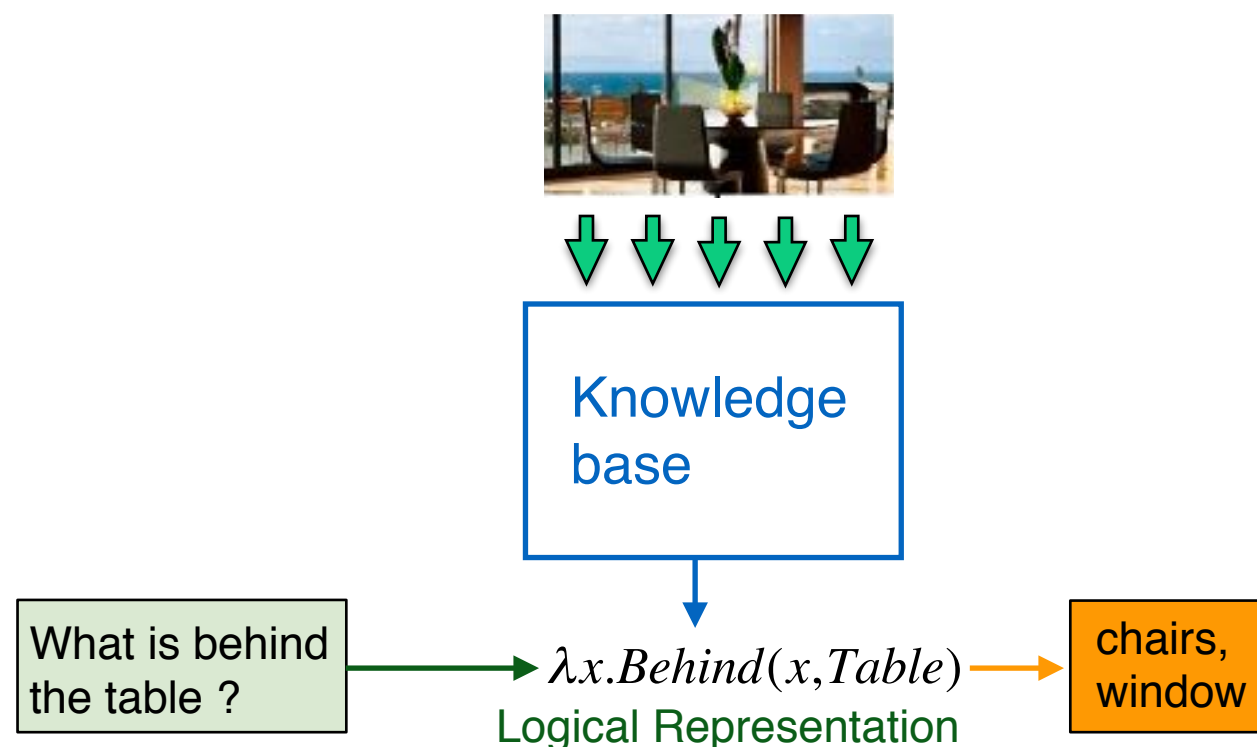 Knowledge
base
What is behind
the table ?
λx.Behind(x,Table)
Logical Representation
chairs,
window